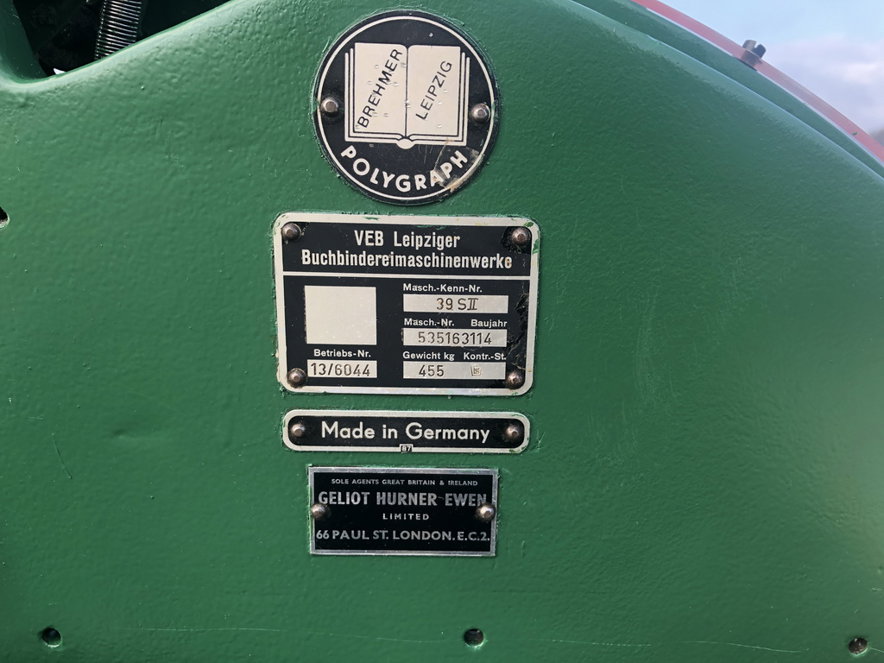 BREHMER
LEIPZIG
POLYGRAPH
VEB Leipziger
Buchbindereimaschinenwerke
Masch.-Kenn-Nr.
39 SII
Masch.-Nr. Baujahr
535163114
Betriebs-Nr.
Gewicht kg Kontr.-St.
13/6044
455
Made in Germany
87
SOLE AGENTS GREAT BRITAIN & IRELAND
GELIOT HURNER-EWEN
LIMITED
66 PAUL ST. LONDON. E.C.2.